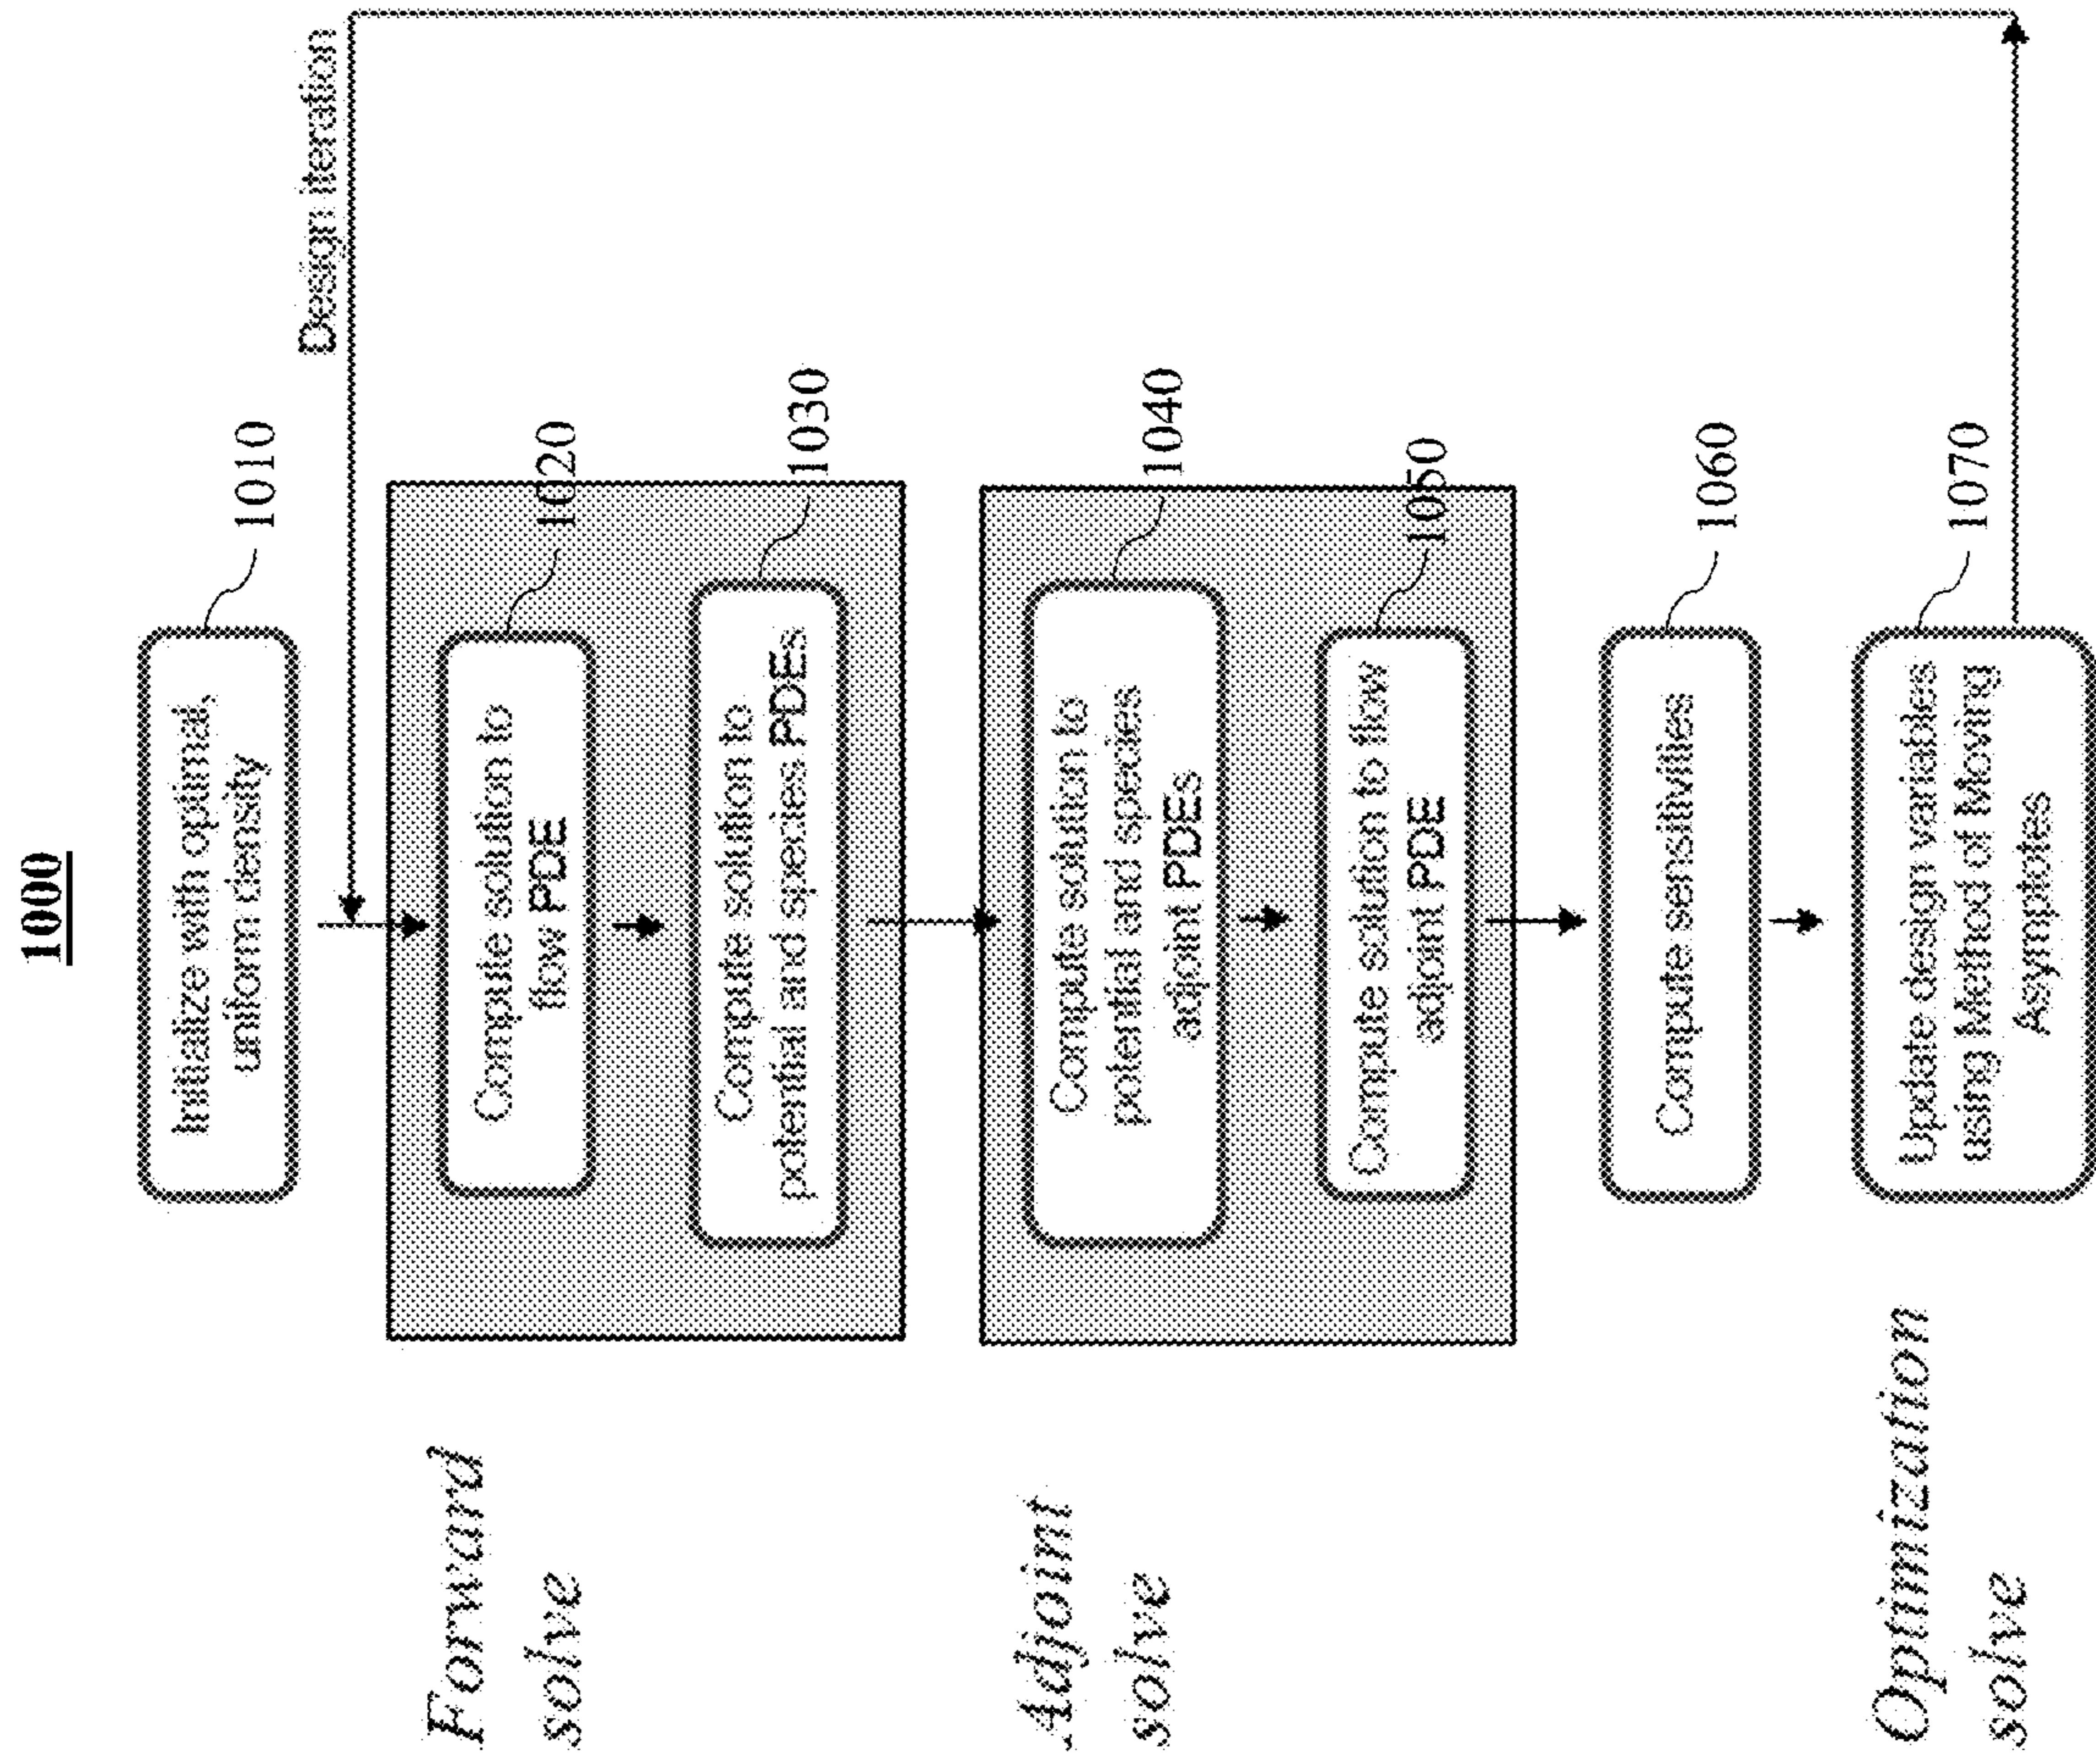 1000
Initialize with optimal,
uniform density
1010
Design iteration
Forward
solve
Compute solution to
flow PDE
1020
Compute solution to
potential and species PDEs
1030
Adjoint
solve
Compute solution to
potential and species
adjoint PDEs
1040
Compute solution to flow
adjoint PDE
1050
Compute sensitivities
1060
Optimization
solve
Update design variables
using Method of Moving
Asymptotes
1070